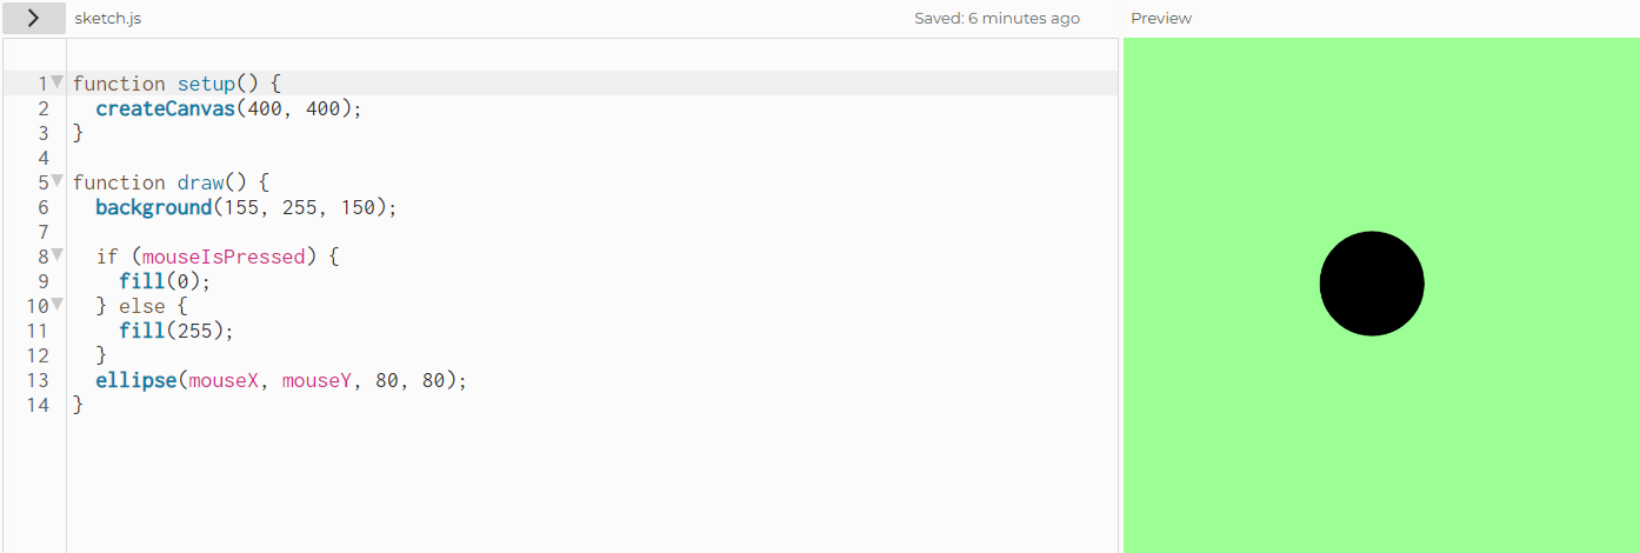 sketch.js Saved: 6 minutes ago Preview
1 function setup() {
2 createCanvas(400, 400);
3 }
4
5 function draw() {
6 background(155, 255, 150);
7
8 if (mouseIsPressed) {
9 fill(0);
10 } else {
11 fill(255);
12 }
13 ellipse(mouseX, mouseY, 80, 80);
14 }